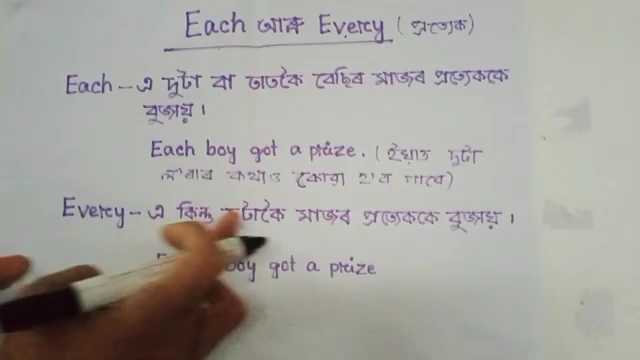 Each আৰু Every (প্ৰত্যেক)
Each – এ দুটা বা তাতকৈ বেছিৰ মাজৰ প্ৰত্যেককে
বুজায়।
Each boy got a prize. (ইয়াত দুটা
ল'ৰাৰ কথাও কোৱা হ'ব পাৰে)
Every – এ কিন্তু মাজৰ প্ৰত্যেককে বুজায়।
boy got a prize